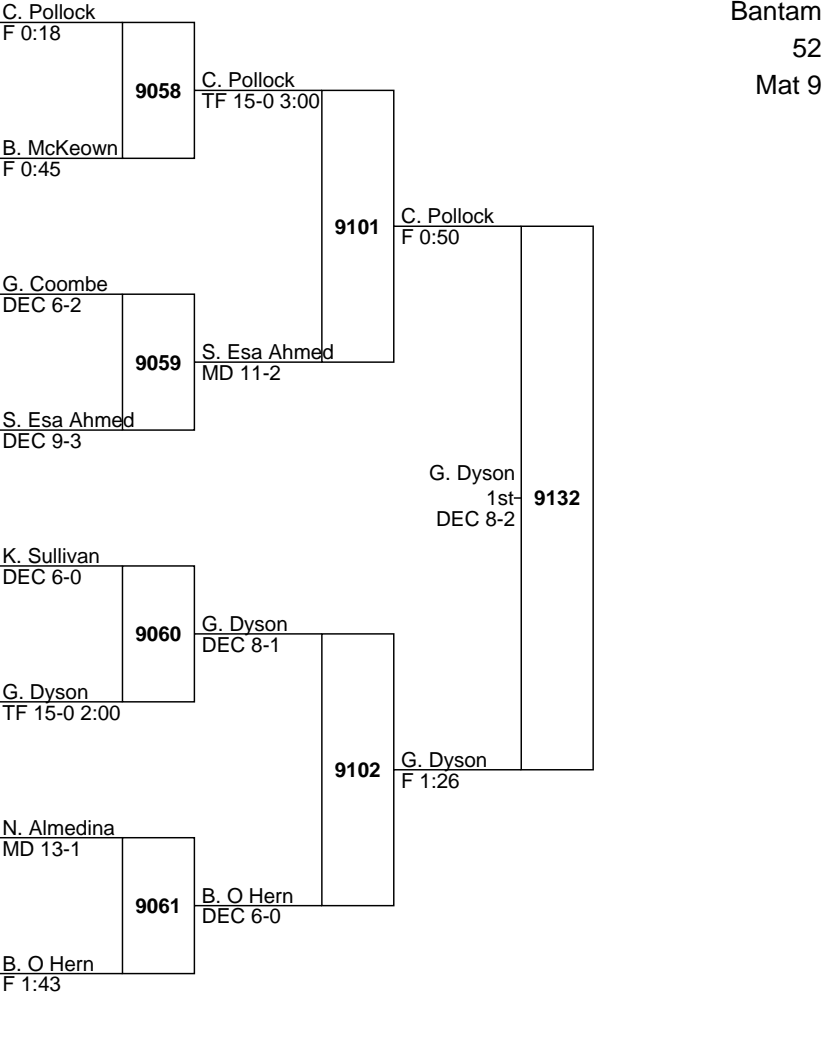 Bantam
52
Mat 9
C. Pollock
F 0:18
9058
B. McKeown
F 0:45
C. Pollock
TF 15-0 3:00
9101
G. Coombe
DEC 6-2
9059
S. Esa Ahmed
DEC 9-3
S. Esa Ahmed
MD 11-2
C. Pollock
F 0:50
G. Dyson
1st
DEC 8-2
9132
K. Sullivan
DEC 6-0
9060
G. Dyson
TF 15-0 2:00
G. Dyson
DEC 8-1
9102
G. Dyson
F 1:26
N. Almedina
MD 13-1
9061
B. O Hern
F 1:43
B. O Hern
DEC 6-0